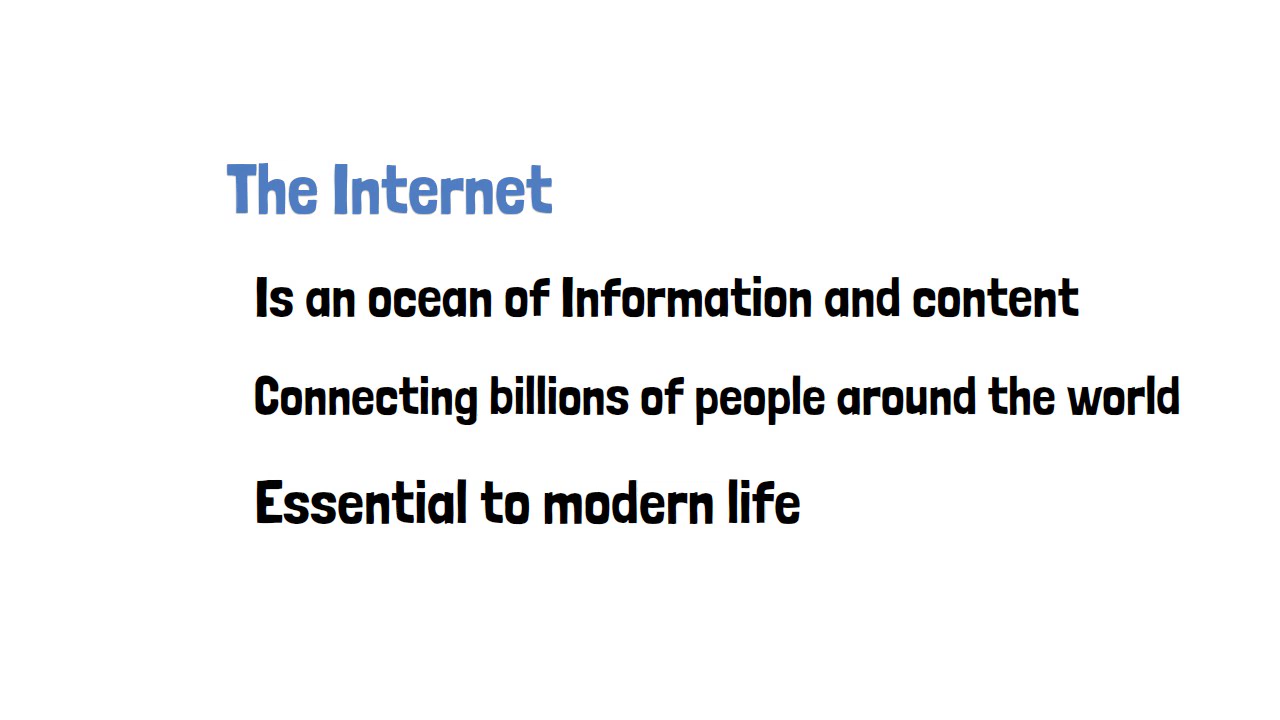 The Internet
Is an ocean of Information and content
Connecting billions of people around the world
Essential to modern life